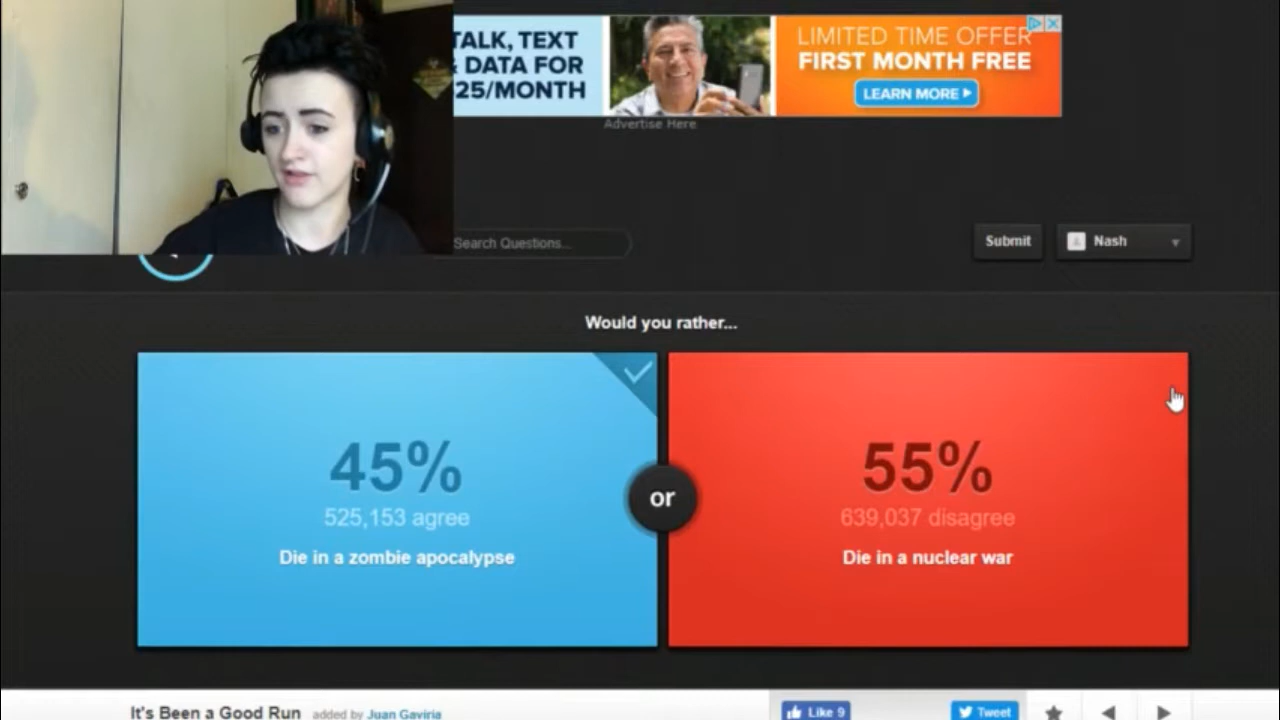 TALK, TEXT
& DATA FOR
25/MONTH
LIMITED TIME OFFER
FIRST MONTH FREE
LEARN MORE
Advertise Here
Search Questions...
Submit
Nash
Would you rather...
45%
525,153 agree
Die in a zombie apocalypse
or
55%
639,037 disagree
Die in a nuclear war
It's Been a Good Run added by Juan Gaviria
Like 9
Tweet